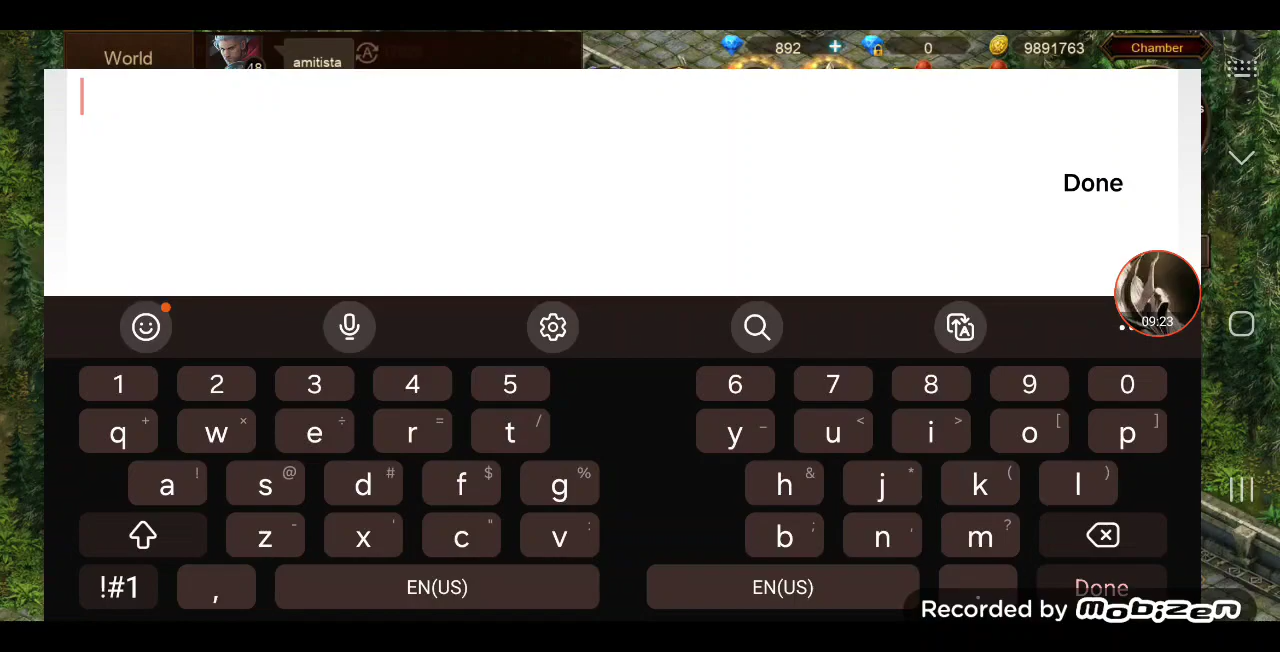 World
48
amitista
892
0
9891763
Chamber
Done
09:23
1 2 3 4 5 6 7 8 9 0
q + w × e ÷ r = t / y _ u < i > o [ p ]
a ! s @ d # f $ g % h & j * k ( l )
z - x ' c " v : b ; n , m ?
!#1 , EN(US) EN(US) . Done
Recorded by mobizen